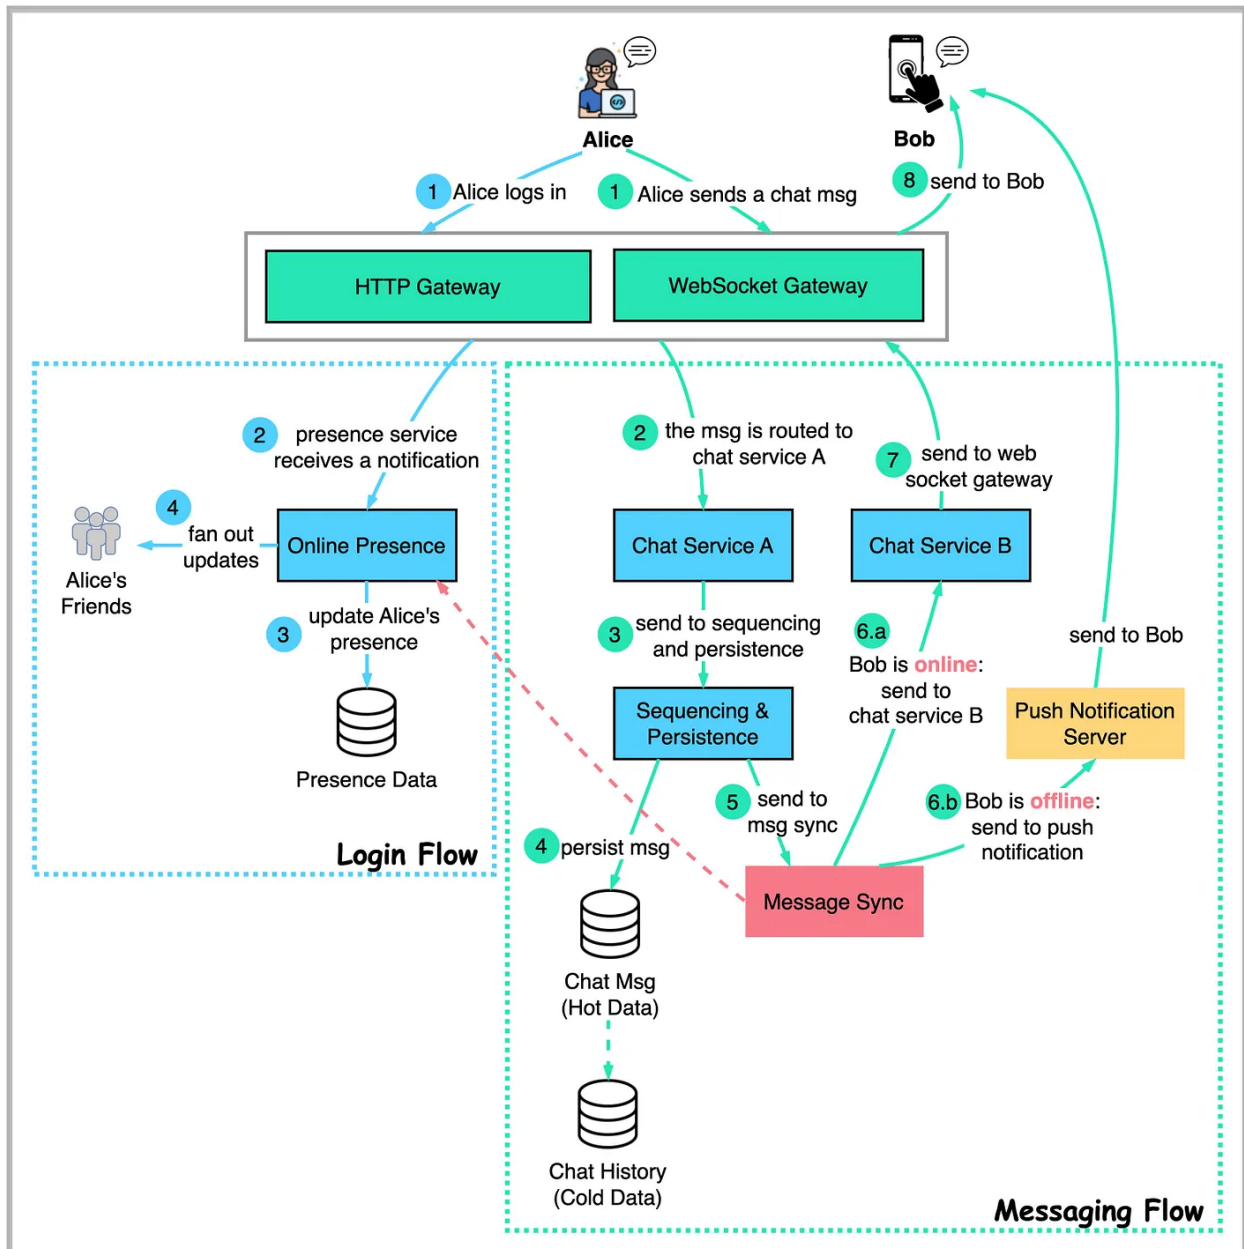 Alice
Bob
1 Alice logs in
1 Alice sends a chat msg
8 send to Bob
HTTP Gateway
WebSocket Gateway
2 presence service
receives a notification
4
fan out
updates
Alice's
Friends
Online Presence
3 update Alice's
presence
Presence Data
Login Flow
2 the msg is routed to
chat service A
Chat Service A
3 send to sequencing
and persistence
Sequencing &
Persistence
4 persist msg
Chat Msg
(Hot Data)
Chat History
(Cold Data)
5 send to
msg sync
Message Sync
6.a
Bob is online:
send to
chat service B
Chat Service B
7 send to web
socket gateway
6.b Bob is offline:
send to push
notification
Push Notification
Server
send to Bob
Messaging Flow